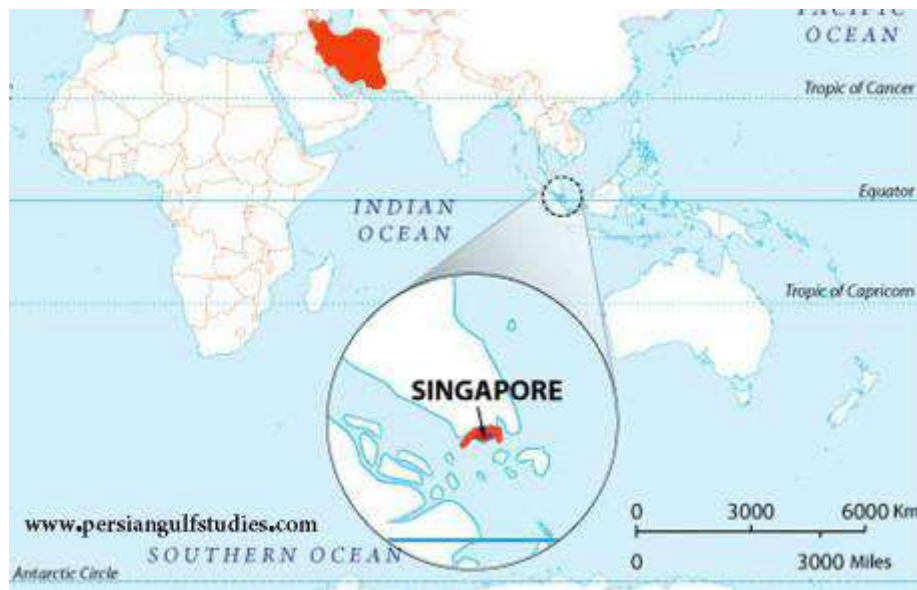 PACIFIC
OCEAN
Tropic of Cancer
Equator
INDIAN
OCEAN
Tropic of Capricorn
SINGAPORE
www.persiangulfstudies.com
0 3000 6000 Km
SOUTHERN OCEAN
0 3000 Miles
Antarctic Circle